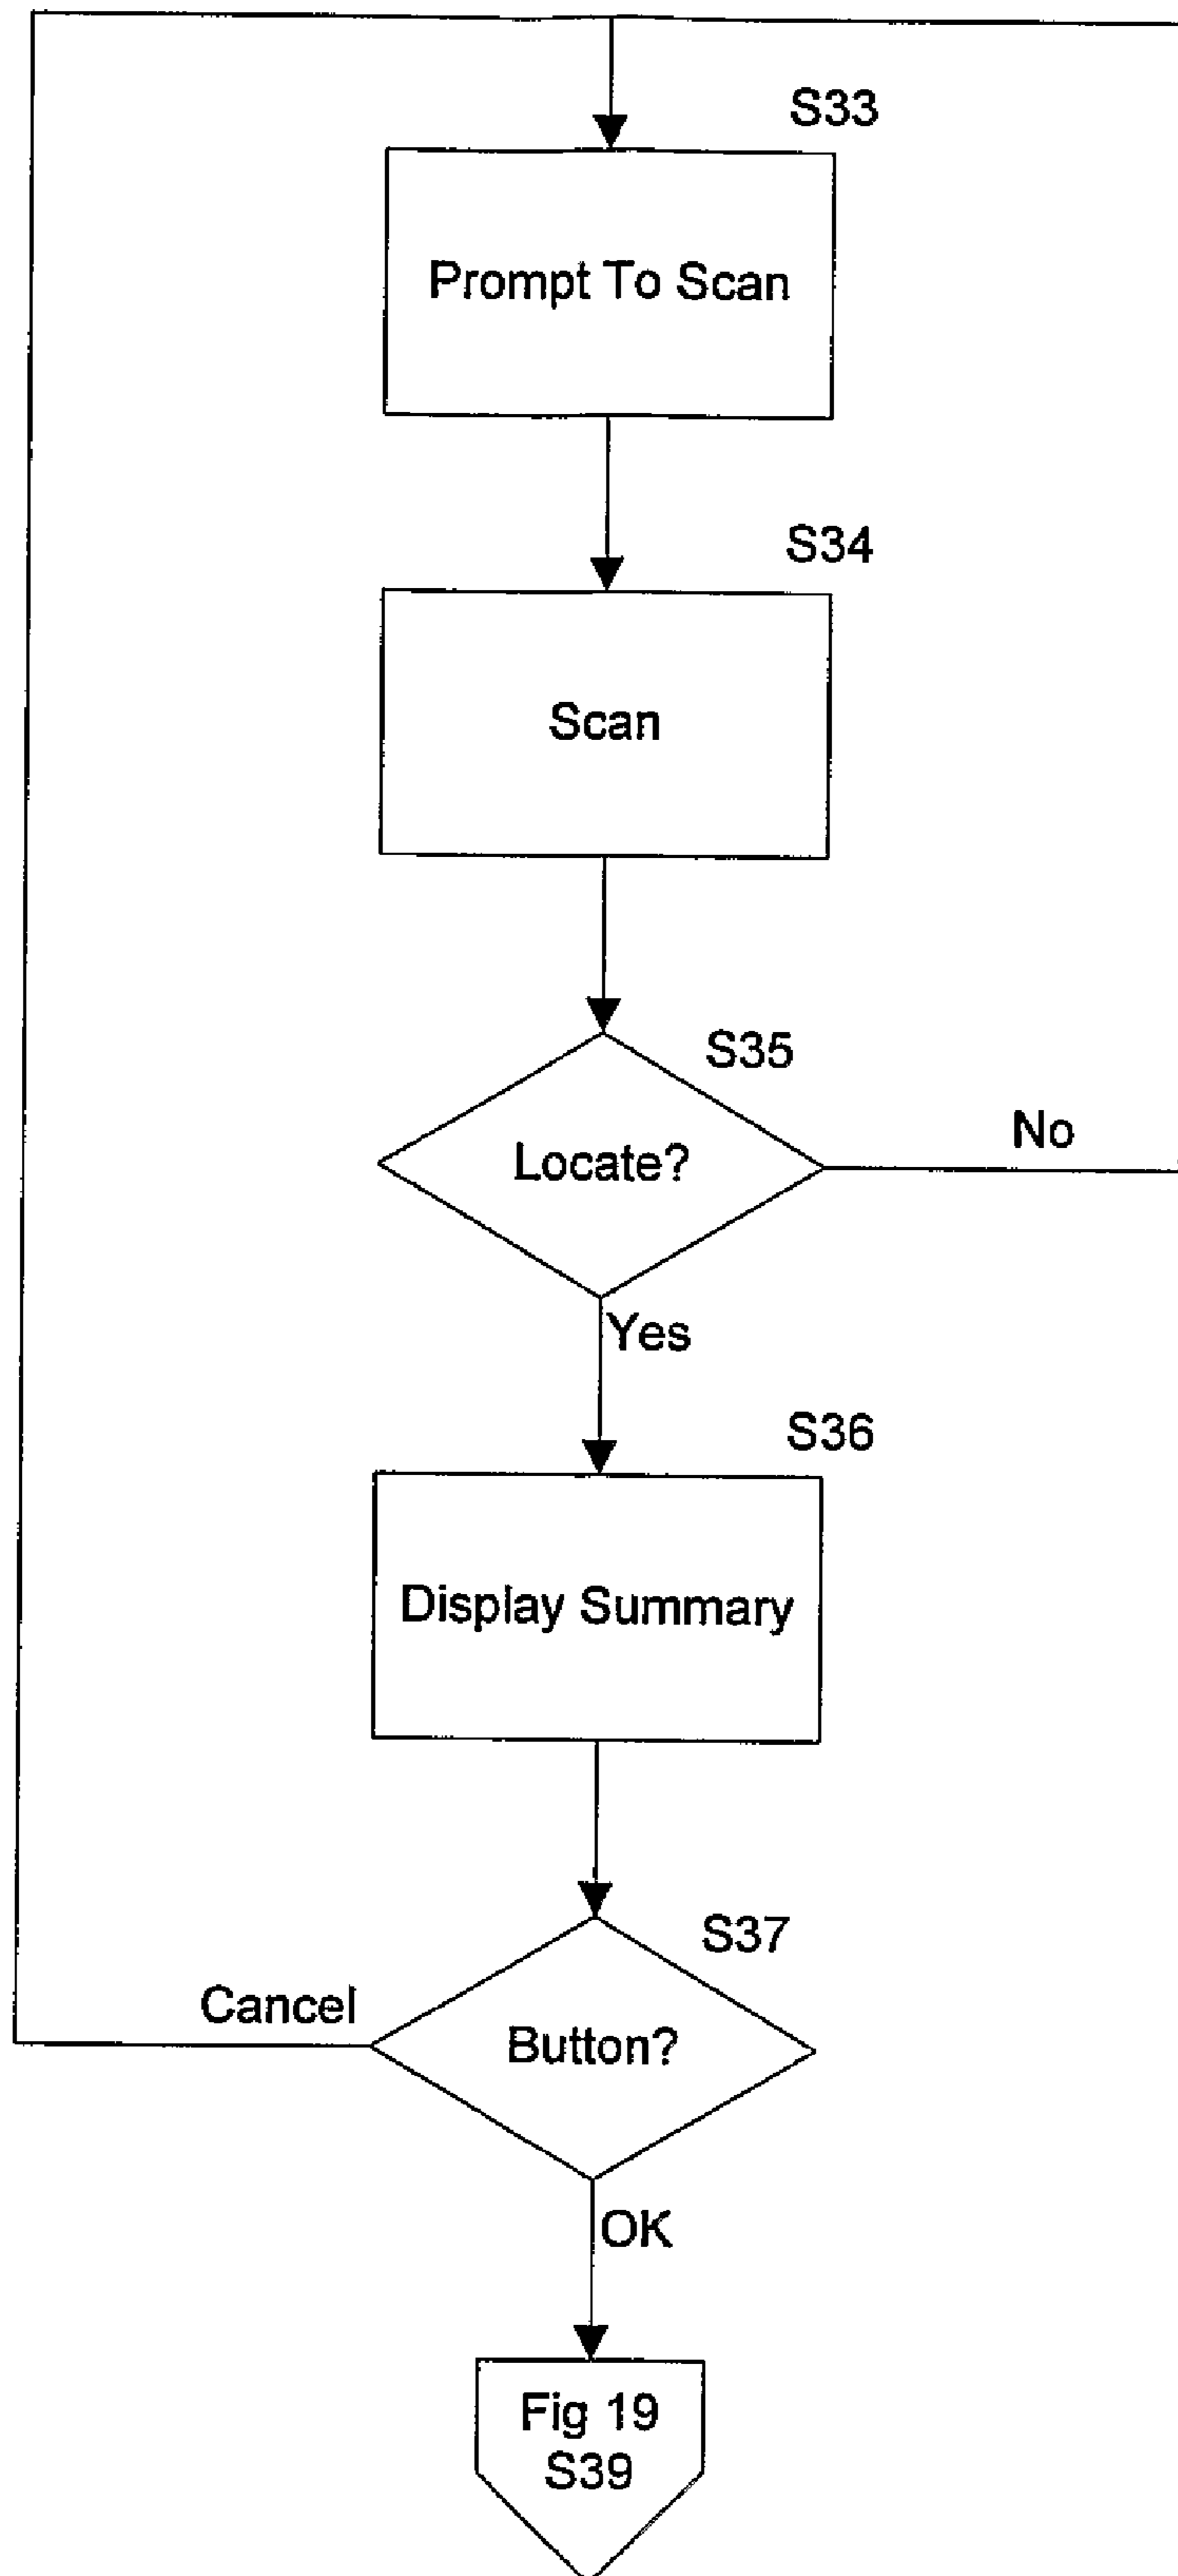 S33
Prompt To Scan
S34
Scan
S35
Locate?
No
Yes
S36
Display Summary
S37
Cancel
Button?
OK
Fig 19
S39